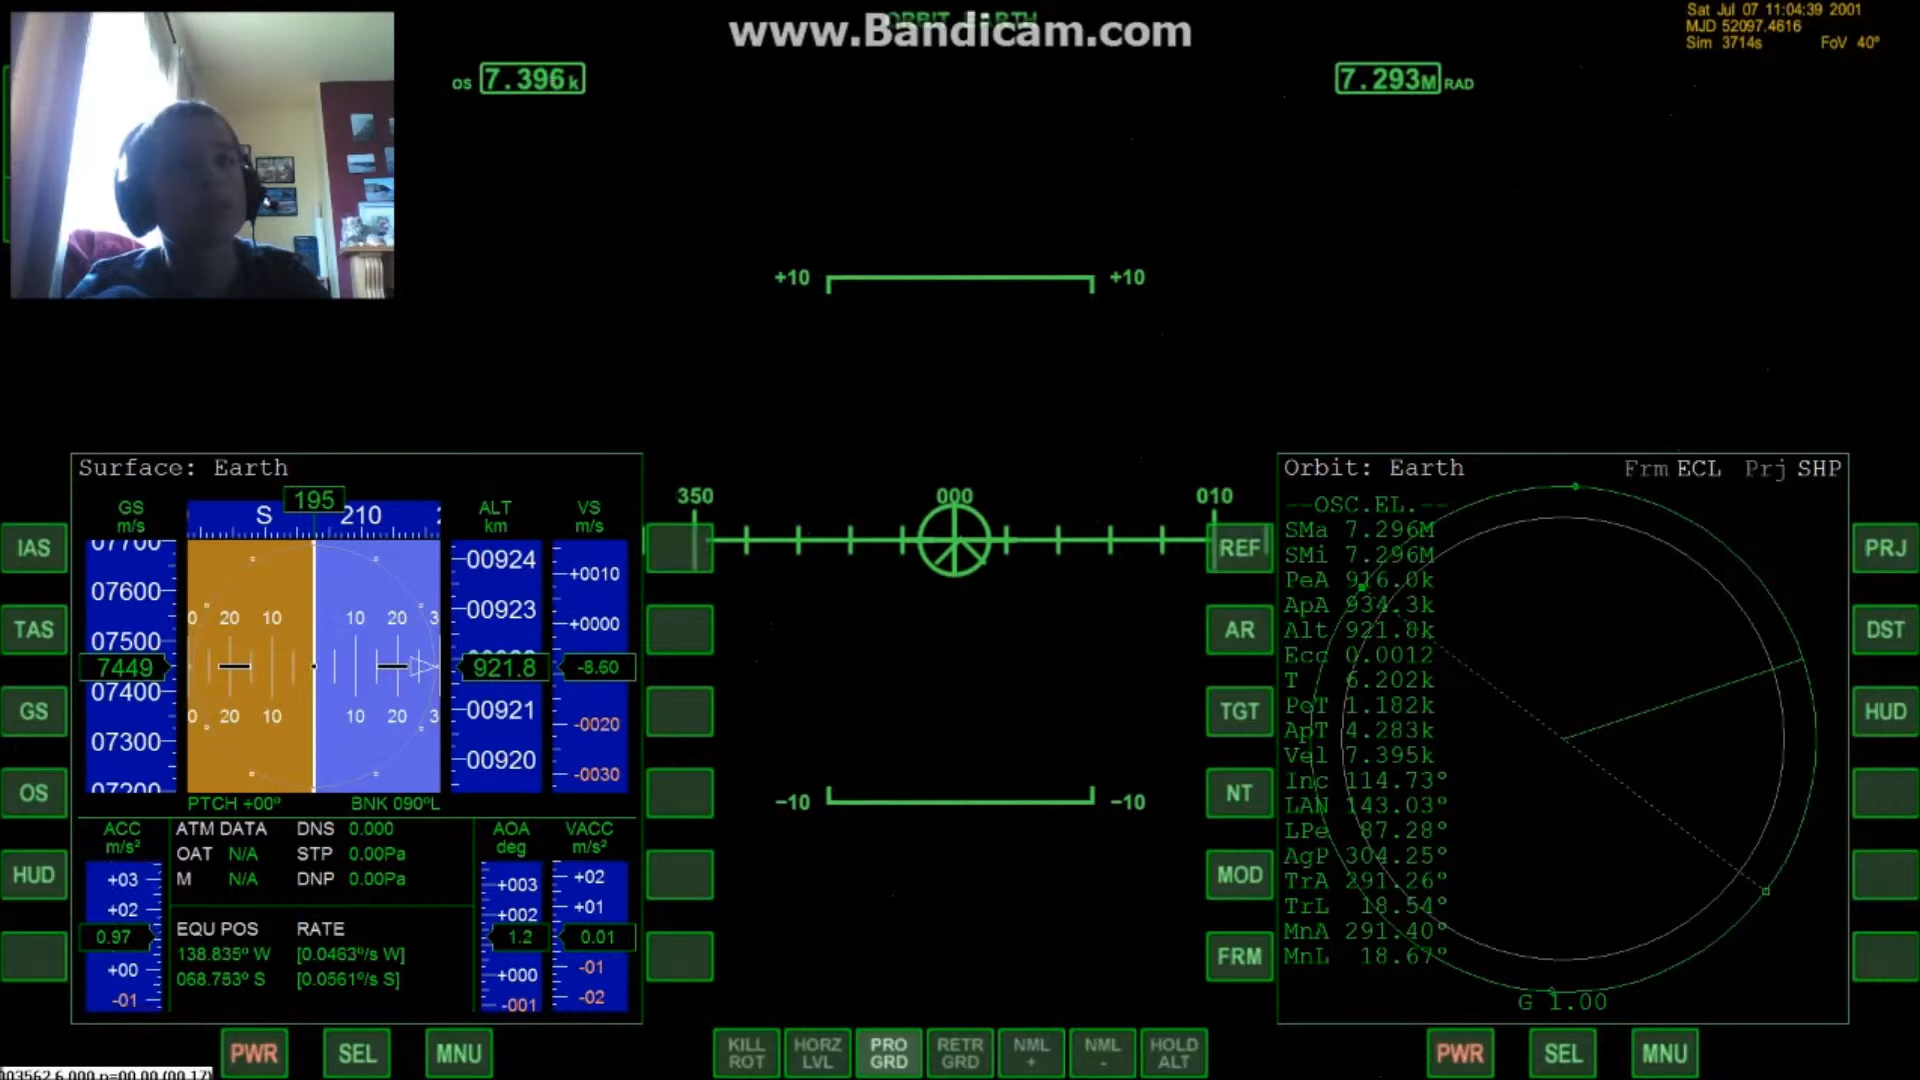 ORBIT EARTH
www.Bandicam.com
Sat Jul 07 11:04:39 2001
MJD 52097.4616
Sim 3714s FoV 40°
OS 7.396k
7.293M RAD
+10 +10
350 000 010
-10 -10
Surface: Earth
GS m/s
195
S 210
ALT km
VS m/s
07600
07500
7449
07400
07300
07200
20 10 10 20 3
20 10 10 20 3
00924
00923
921.8
00921
00920
+0010
+0000
-8.60
-0020
-0030
PTCH +00° BNK 090°L
ACC m/s²
+03
+02
0.97
+00
-01
ATM DATA DNS 0.000
OAT N/A STP 0.00Pa
M N/A DNP 0.00Pa
EQU POS RATE
138.835° W [0.0463°/s W]
068.753° S [0.0561°/s S]
AOA deg
+003
+002
1.2
+000
-001
VACC m/s²
+02
+01
0.01
-01
-02
IAS
TAS
GS
OS
HUD
PWR SEL MNU
KILL ROT
HORZ LVL
PRO GRD
RETR GRD
NML +
NML -
HOLD ALT
REF
AR
TGT
NT
MOD
FRM
Orbit: Earth Frm ECL Prj SHP
--OSC.EL.--
SMa 7.296M
SMi 7.296M
PeA 916.0k
ApA 934.3k
Alt 921.8k
Ecc 0.0012
T 6.202k
PeT 1.182k
ApT 4.283k
Vel 7.395k
Inc 114.73°
LAN 143.03°
LPe 87.28°
AgP 304.25°
TrA 291.26°
TrL 18.54°
MnA 291.40°
MnL 18.67°
G 1.00
PRJ
DST
HUD
PWR SEL MNU